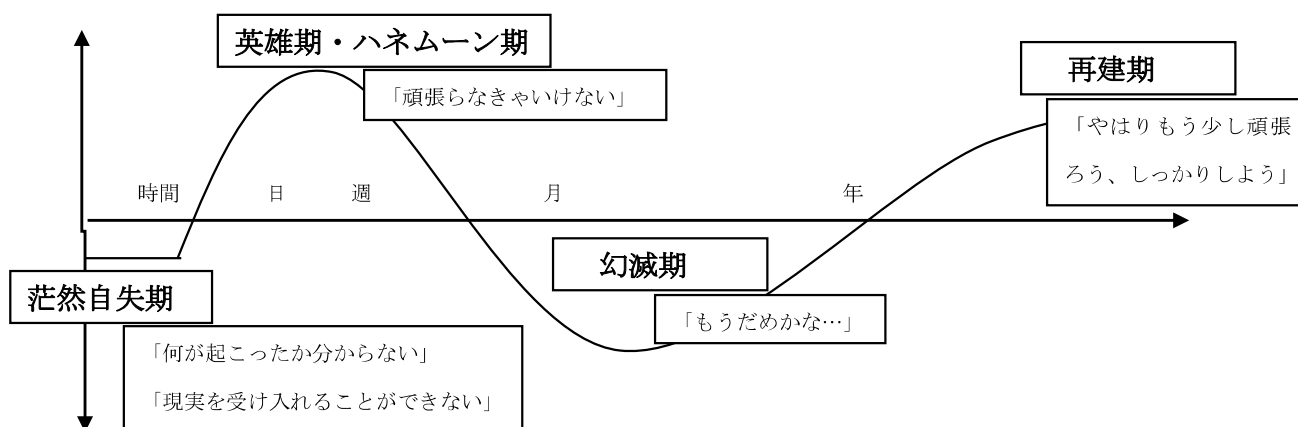 英雄期・ハネムーン期
「頑張らなきゃいけない」
再建期
「やはりもう少し頑張
ろう、しっかりしよう」
時間
日
週
月
年
幻滅期
「もうだめかな…」
茫然自失期
「何が起こったか分からない」
「現実を受け入れることができない」